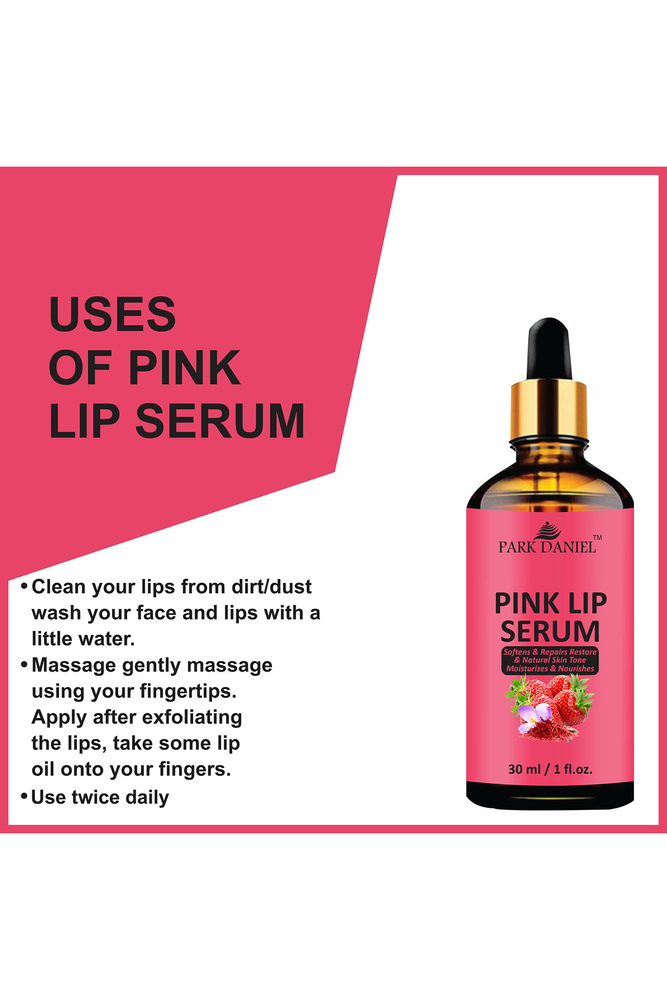 USES
OF PINK
LIP SERUM
• Clean your lips from dirt/dust
wash your face and lips with a
little water.
• Massage gently massage
using your fingertips.
Apply after exfoliating
the lips, take some lip
oil onto your fingers.
• Use twice daily
PARK DANIEL™
PINK LIP
SERUM
Softens & Repairs Restore
& Natural Skin Tone
Moisturizes & Nourishes
30 ml / 1 fl.oz.